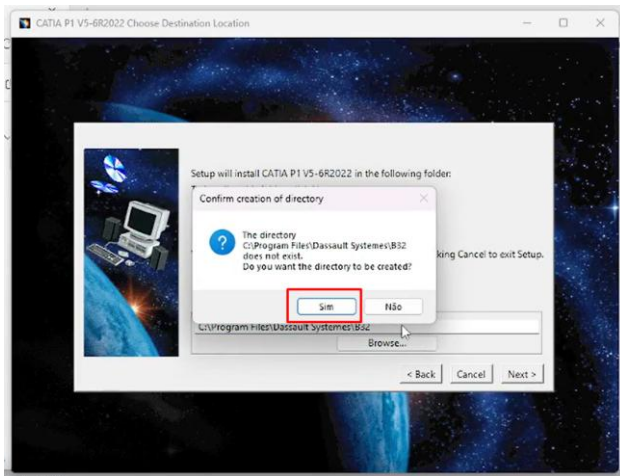 CATIA P1 V5-6R2022 Choose Destination Location
Setup will install CATIA P1 V5-6R2022 in the following folder:
Confirm creation of directory
The directory
C:\Program Files\Dassault Systemes\B32
does not exist.
Do you want the directory to be created?
king Cancel to exit Setup.
Sim Não
C:\Program Files\Dassault Systemes\B32
Browse...
< Back Cancel Next >